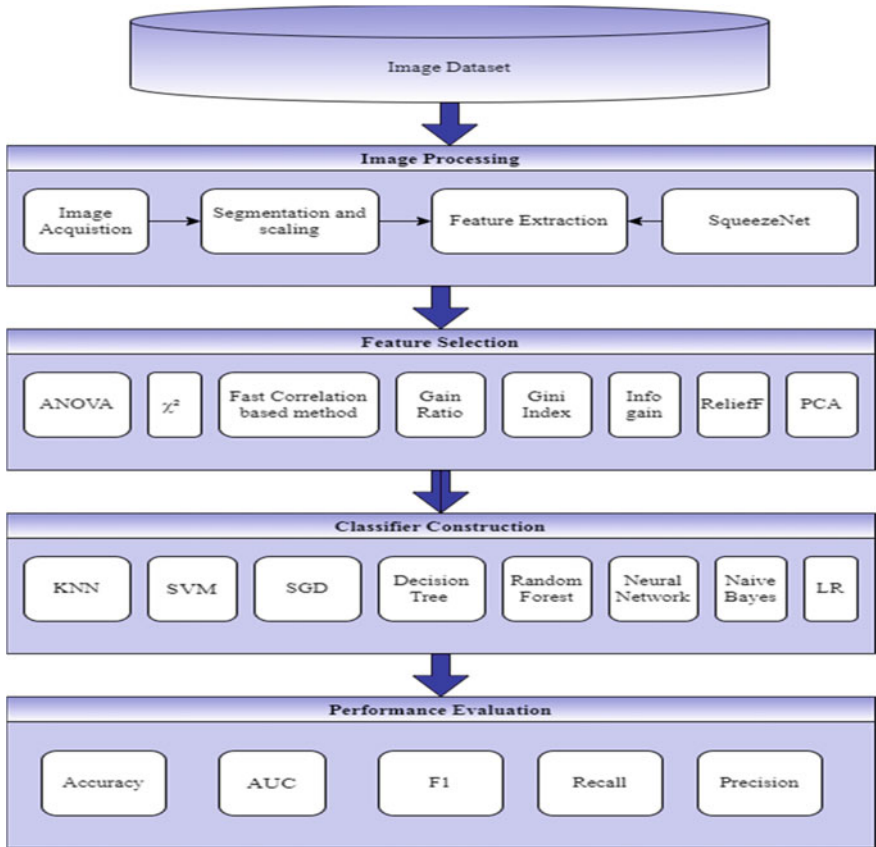 Image Dataset
Image Processing
Image
Acquistion
Segmentation and
scaling
Feature Extraction
SqueezeNet
Feature Selection
ANOVA
χ²
Fast Correlation
based method
Gain
Ratio
Gini
Index
Info
gain
ReliefF
PCA
Classifier Construction
KNN
SVM
SGD
Decision
Tree
Random
Forest
Neural
Network
Naive
Bayes
LR
Performance Evaluation
Accuracy
AUC
F1
Recall
Precision